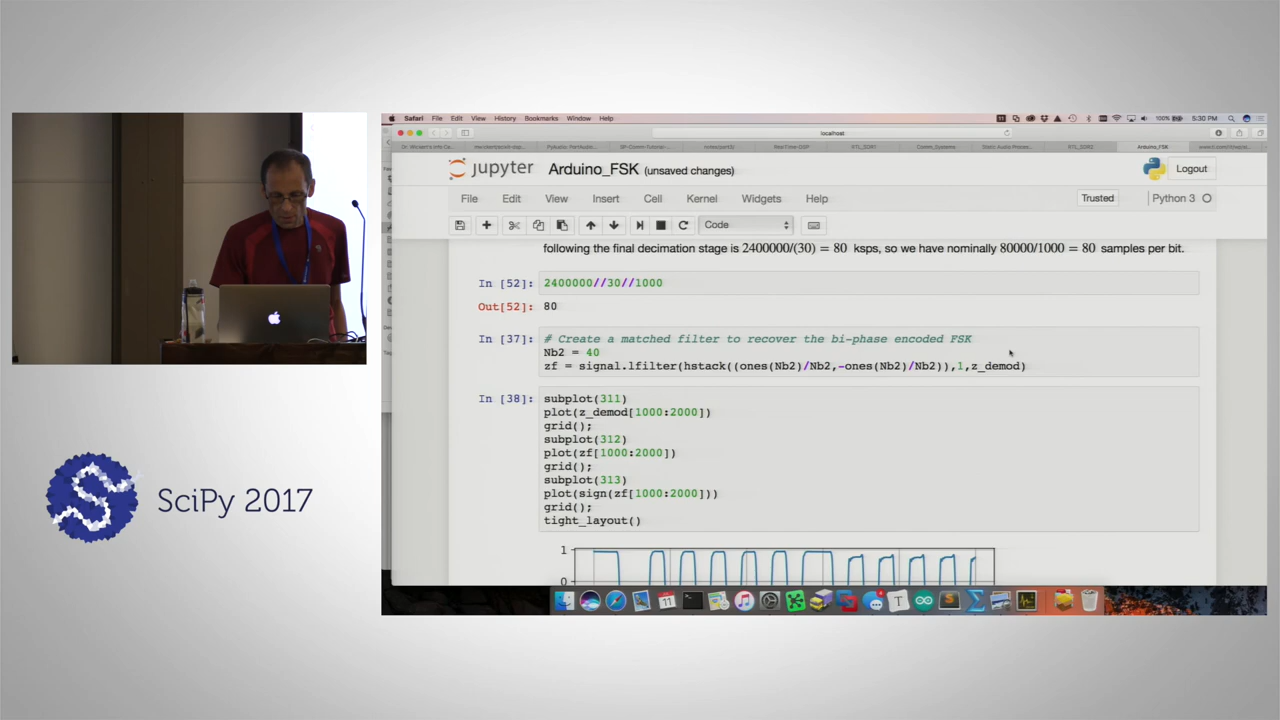 Safari File Edit View History Bookmarks Window Help
100% 5:30 PM
localhost
Arduino_FSK
jupyter Arduino_FSK (unsaved changes)
Logout
File Edit View Insert Cell Kernel Widgets Help
Trusted
Python 3
Code
following the final decimation stage is 2400000/(30) = 80 ksps, so we have nominally 80000/1000 = 80 samples per bit.
In [52]: 2400000//30//1000
Out[52]: 80
In [37]: # Create a matched filter to recover the bi-phase encoded FSK
Nb2 = 40
zf = signal.lfilter(hstack((ones(Nb2)/Nb2,-ones(Nb2)/Nb2)),1,z_demod)
In [38]: subplot(311)
plot(z_demod[1000:2000])
grid();
subplot(312)
plot(zf[1000:2000])
grid();
subplot(313)
plot(sign(zf[1000:2000]))
grid();
tight_layout()
1
0
SciPy 2017